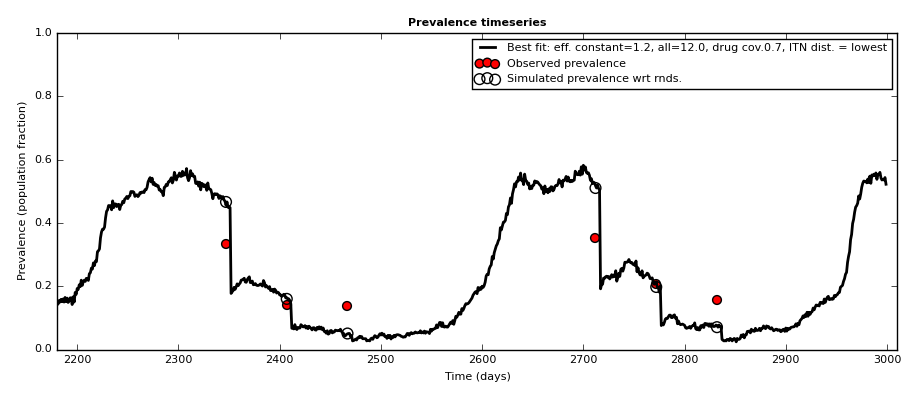 Prevalence timeseries
1.0
0.8
0.6
0.4
0.2
0.0
Prevalence (population fraction)
Best fit: eff. constant=1.2, all=12.0, drug cov.0.7, ITN dist. = lowest
Observed prevalence
Simulated prevalence wrt rnds.
2200 2300 2400 2500 2600 2700 2800 2900 3000
Time (days)